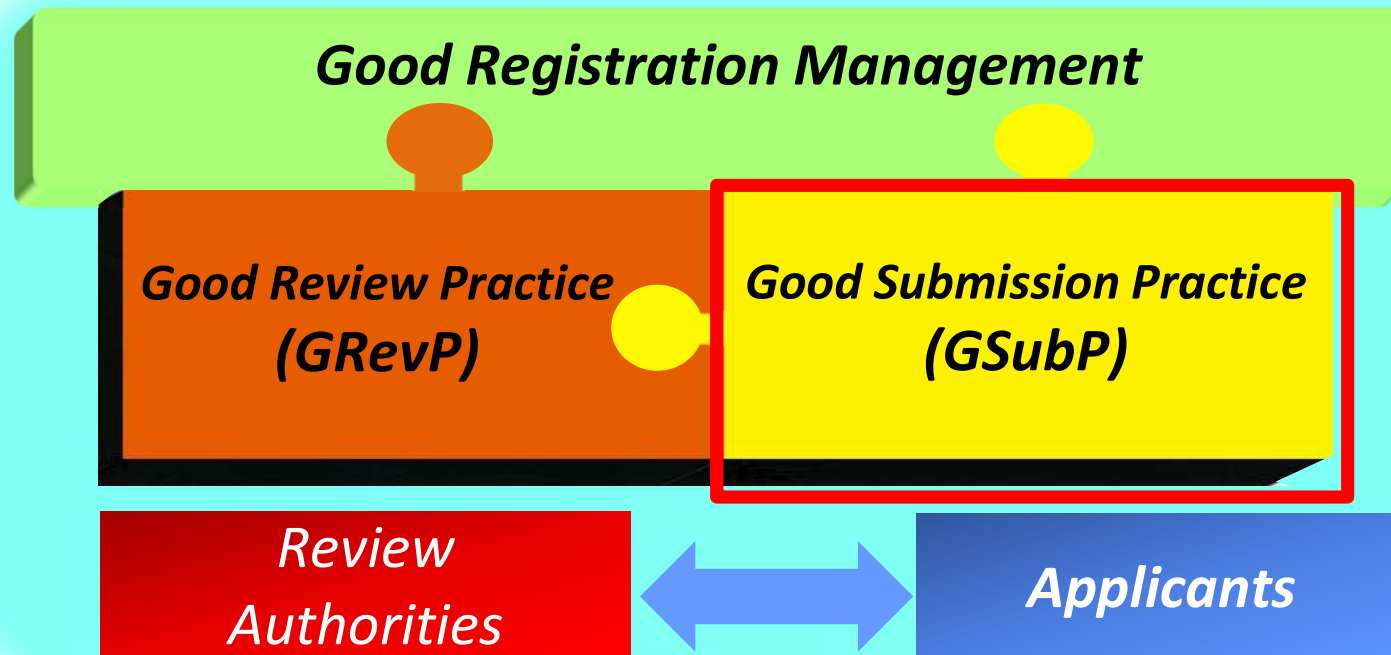 Good Registration Management
Good Review Practice
(GRevP)
Good Submission Practice
(GSubP)
Review
Authorities
Applicants